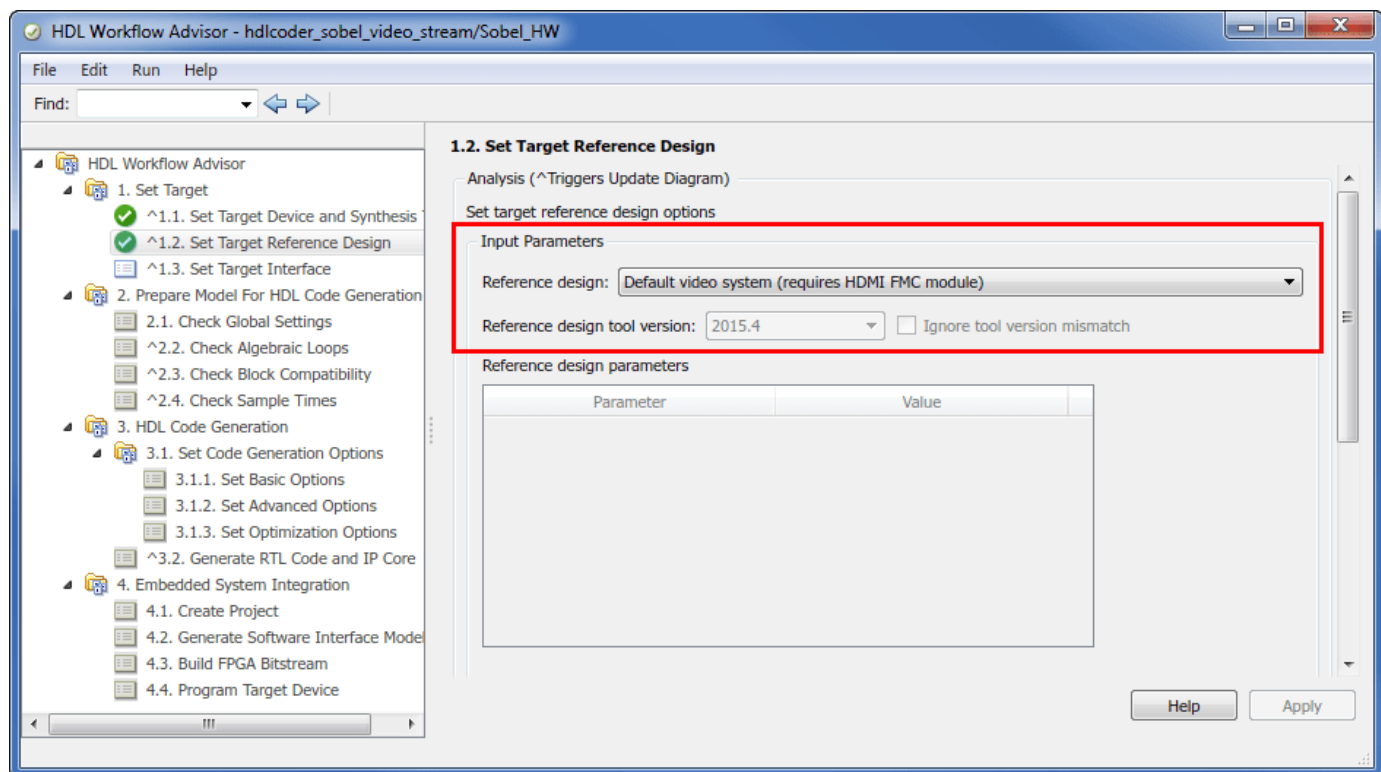 HDL Workflow Advisor - hdlcoder_sobel_video_stream/Sobel_HW
File Edit Run Help
Find:
HDL Workflow Advisor
1. Set Target
^1.1. Set Target Device and Synthesis
^1.2. Set Target Reference Design
^1.3. Set Target Interface
2. Prepare Model For HDL Code Generation
2.1. Check Global Settings
^2.2. Check Algebraic Loops
^2.3. Check Block Compatibility
^2.4. Check Sample Times
3. HDL Code Generation
3.1. Set Code Generation Options
3.1.1. Set Basic Options
3.1.2. Set Advanced Options
3.1.3. Set Optimization Options
^3.2. Generate RTL Code and IP Core
4. Embedded System Integration
4.1. Create Project
4.2. Generate Software Interface Model
4.3. Build FPGA Bitstream
4.4. Program Target Device
1.2. Set Target Reference Design
Analysis (^Triggers Update Diagram)
Set target reference design options
Input Parameters
Reference design: Default video system (requires HDMI FMC module)
Reference design tool version: 2015.4 Ignore tool version mismatch
Reference design parameters
Parameter Value
Help Apply